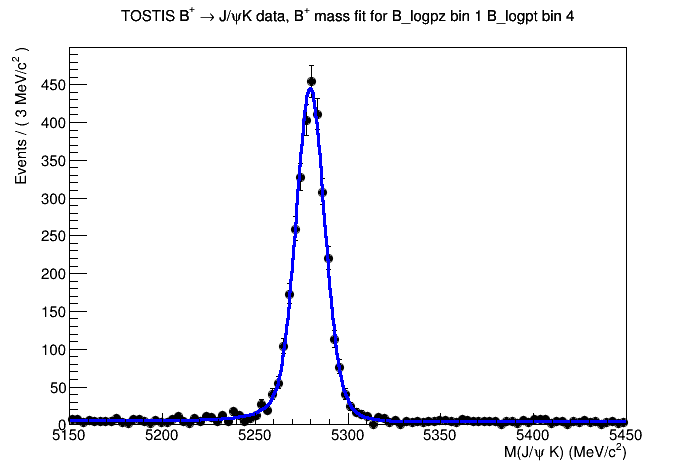 TOSTIS B⁺ → J/ψK data, B⁺ mass fit for B_logpz bin 1 B_logpt bin 4
Events / ( 3 MeV/c² )
450
400
350
300
250
200
150
100
50
0
5150 5200 5250 5300 5350 5400 5450
M(J/ψ K) (MeV/c²)